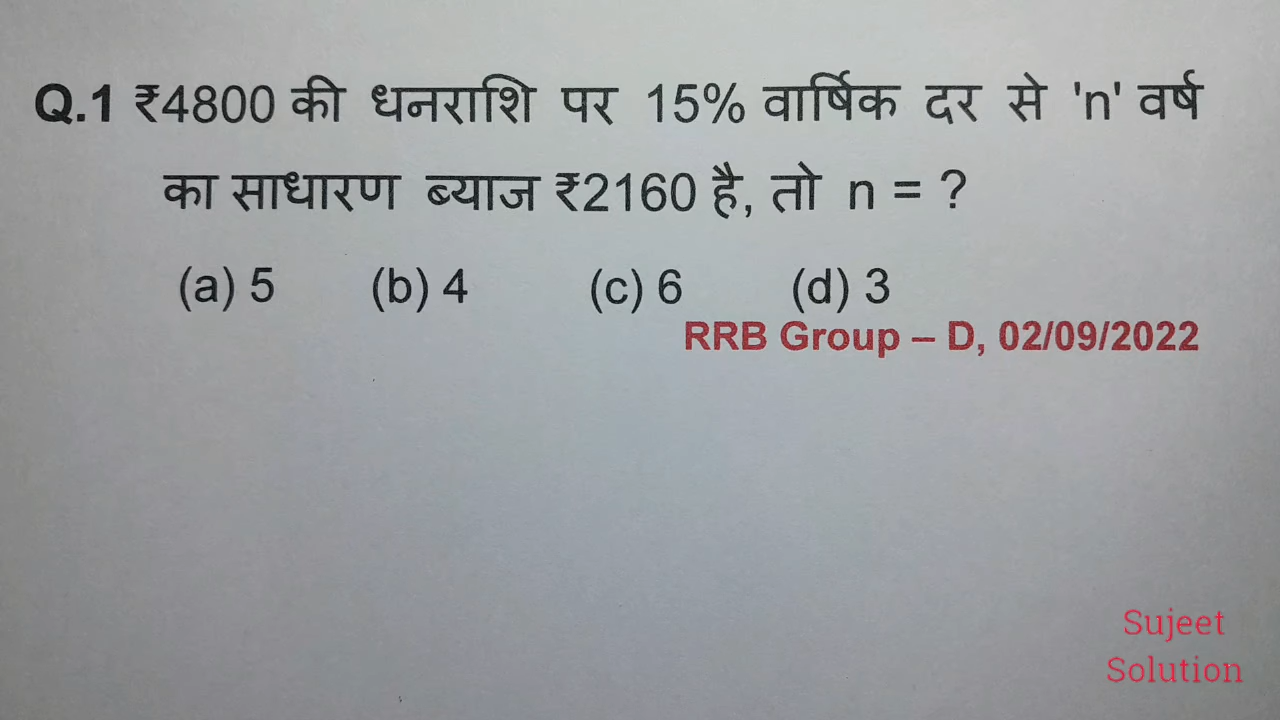 Q.1 ₹4800 की धनराशि पर 15% वार्षिक दर से 'n' वर्ष
का साधारण ब्याज ₹2160 है, तो n = ?
(a) 5 (b) 4 (c) 6 (d) 3
RRB Group – D, 02/09/2022
Sujeet
Solution